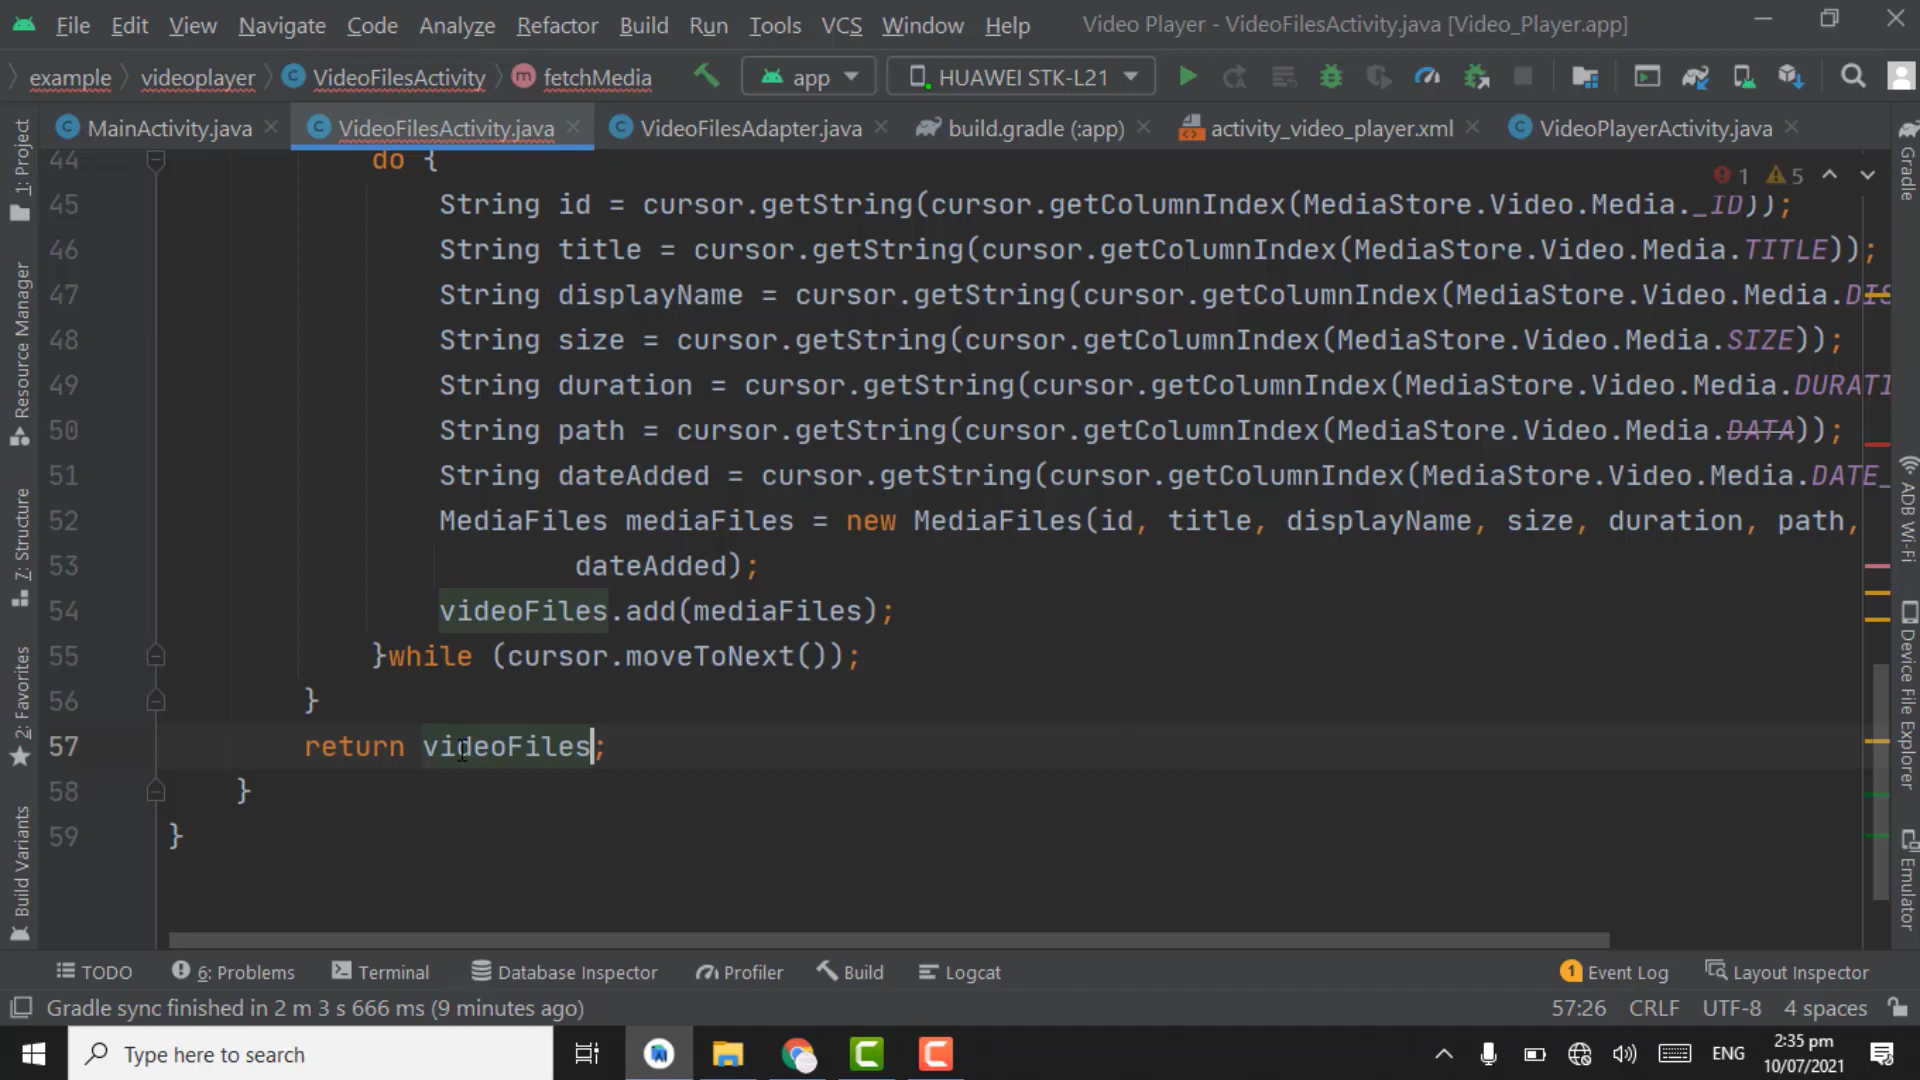 File Edit View Navigate Code Analyze Refactor Build Run Tools VCS Window Help Video Player - VideoFilesActivity.java [Video_Player.app]
example videoplayer VideoFilesActivity fetchMedia app HUAWEI STK-L21
MainActivity.java VideoFilesActivity.java VideoFilesAdapter.java build.gradle (:app) activity_video_player.xml VideoPlayerActivity.java
1: Project
Resource Manager
7: Structure
2: Favorites
Build Variants
1 5
44 do {
45 String id = cursor.getString(cursor.getColumnIndex(MediaStore.Video.Media._ID));
46 String title = cursor.getString(cursor.getColumnIndex(MediaStore.Video.Media.TITLE));
47 String displayName = cursor.getString(cursor.getColumnIndex(MediaStore.Video.Media.DIS
48 String size = cursor.getString(cursor.getColumnIndex(MediaStore.Video.Media.SIZE));
49 String duration = cursor.getString(cursor.getColumnIndex(MediaStore.Video.Media.DURATI
50 String path = cursor.getString(cursor.getColumnIndex(MediaStore.Video.Media.DATA));
51 String dateAdded = cursor.getString(cursor.getColumnIndex(MediaStore.Video.Media.DATE_
52 MediaFiles mediaFiles = new MediaFiles(id, title, displayName, size, duration, path,
53 dateAdded);
54 videoFiles.add(mediaFiles);
55 }while (cursor.moveToNext());
56 }
57 return videoFiles;
58 }
59 }
Gradle
ADB Wi-Fi
Device File Explorer
Emulator
TODO 6: Problems Terminal Database Inspector Profiler Build Logcat 1 Event Log Layout Inspector
Gradle sync finished in 2 m 3 s 666 ms (9 minutes ago) 57:26 CRLF UTF-8 4 spaces
Type here to search ENG 2:35 pm
10/07/2021